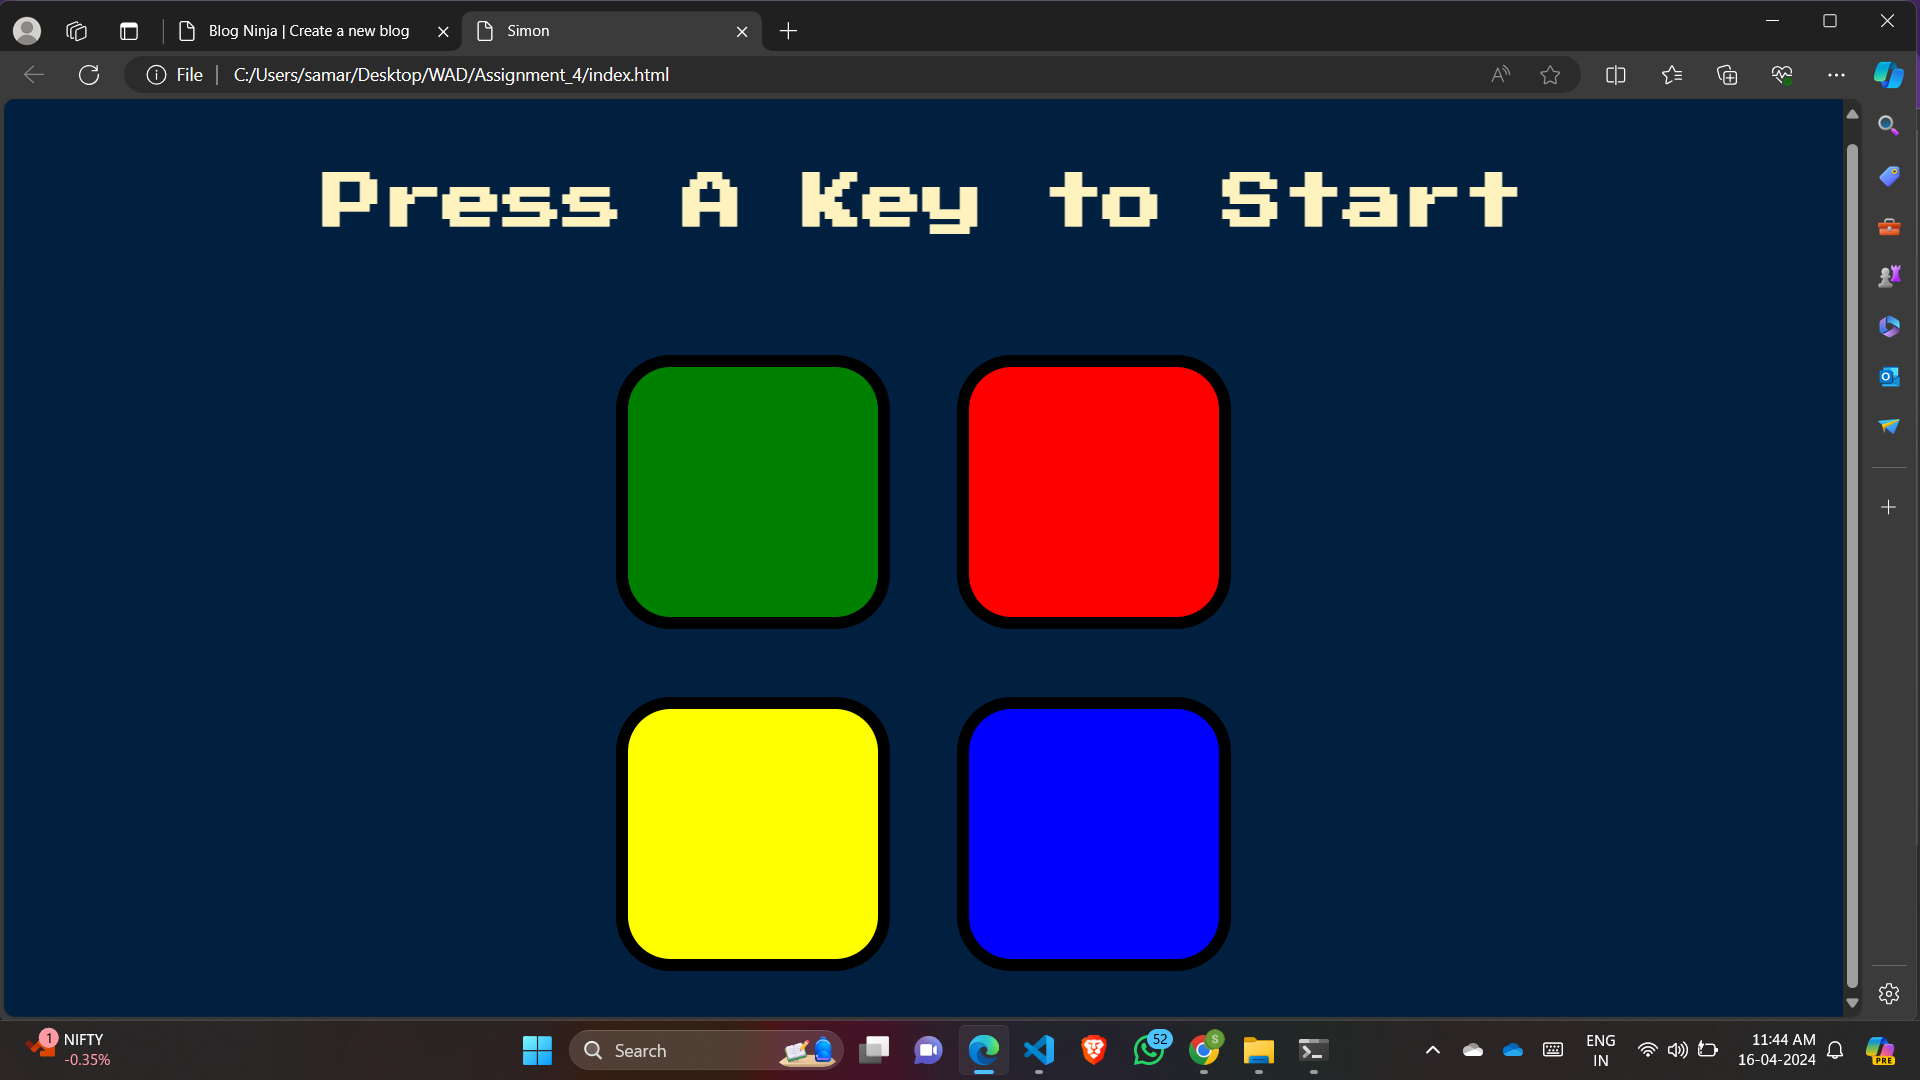 Blog Ninja | Create a new blog
Simon
File
C:/Users/samar/Desktop/WAD/Assignment_4/index.html
Press A Key to Start
1
NIFTY
-0.35%
Search
52
S
ENG
IN
11:44 AM
16-04-2024
PRE